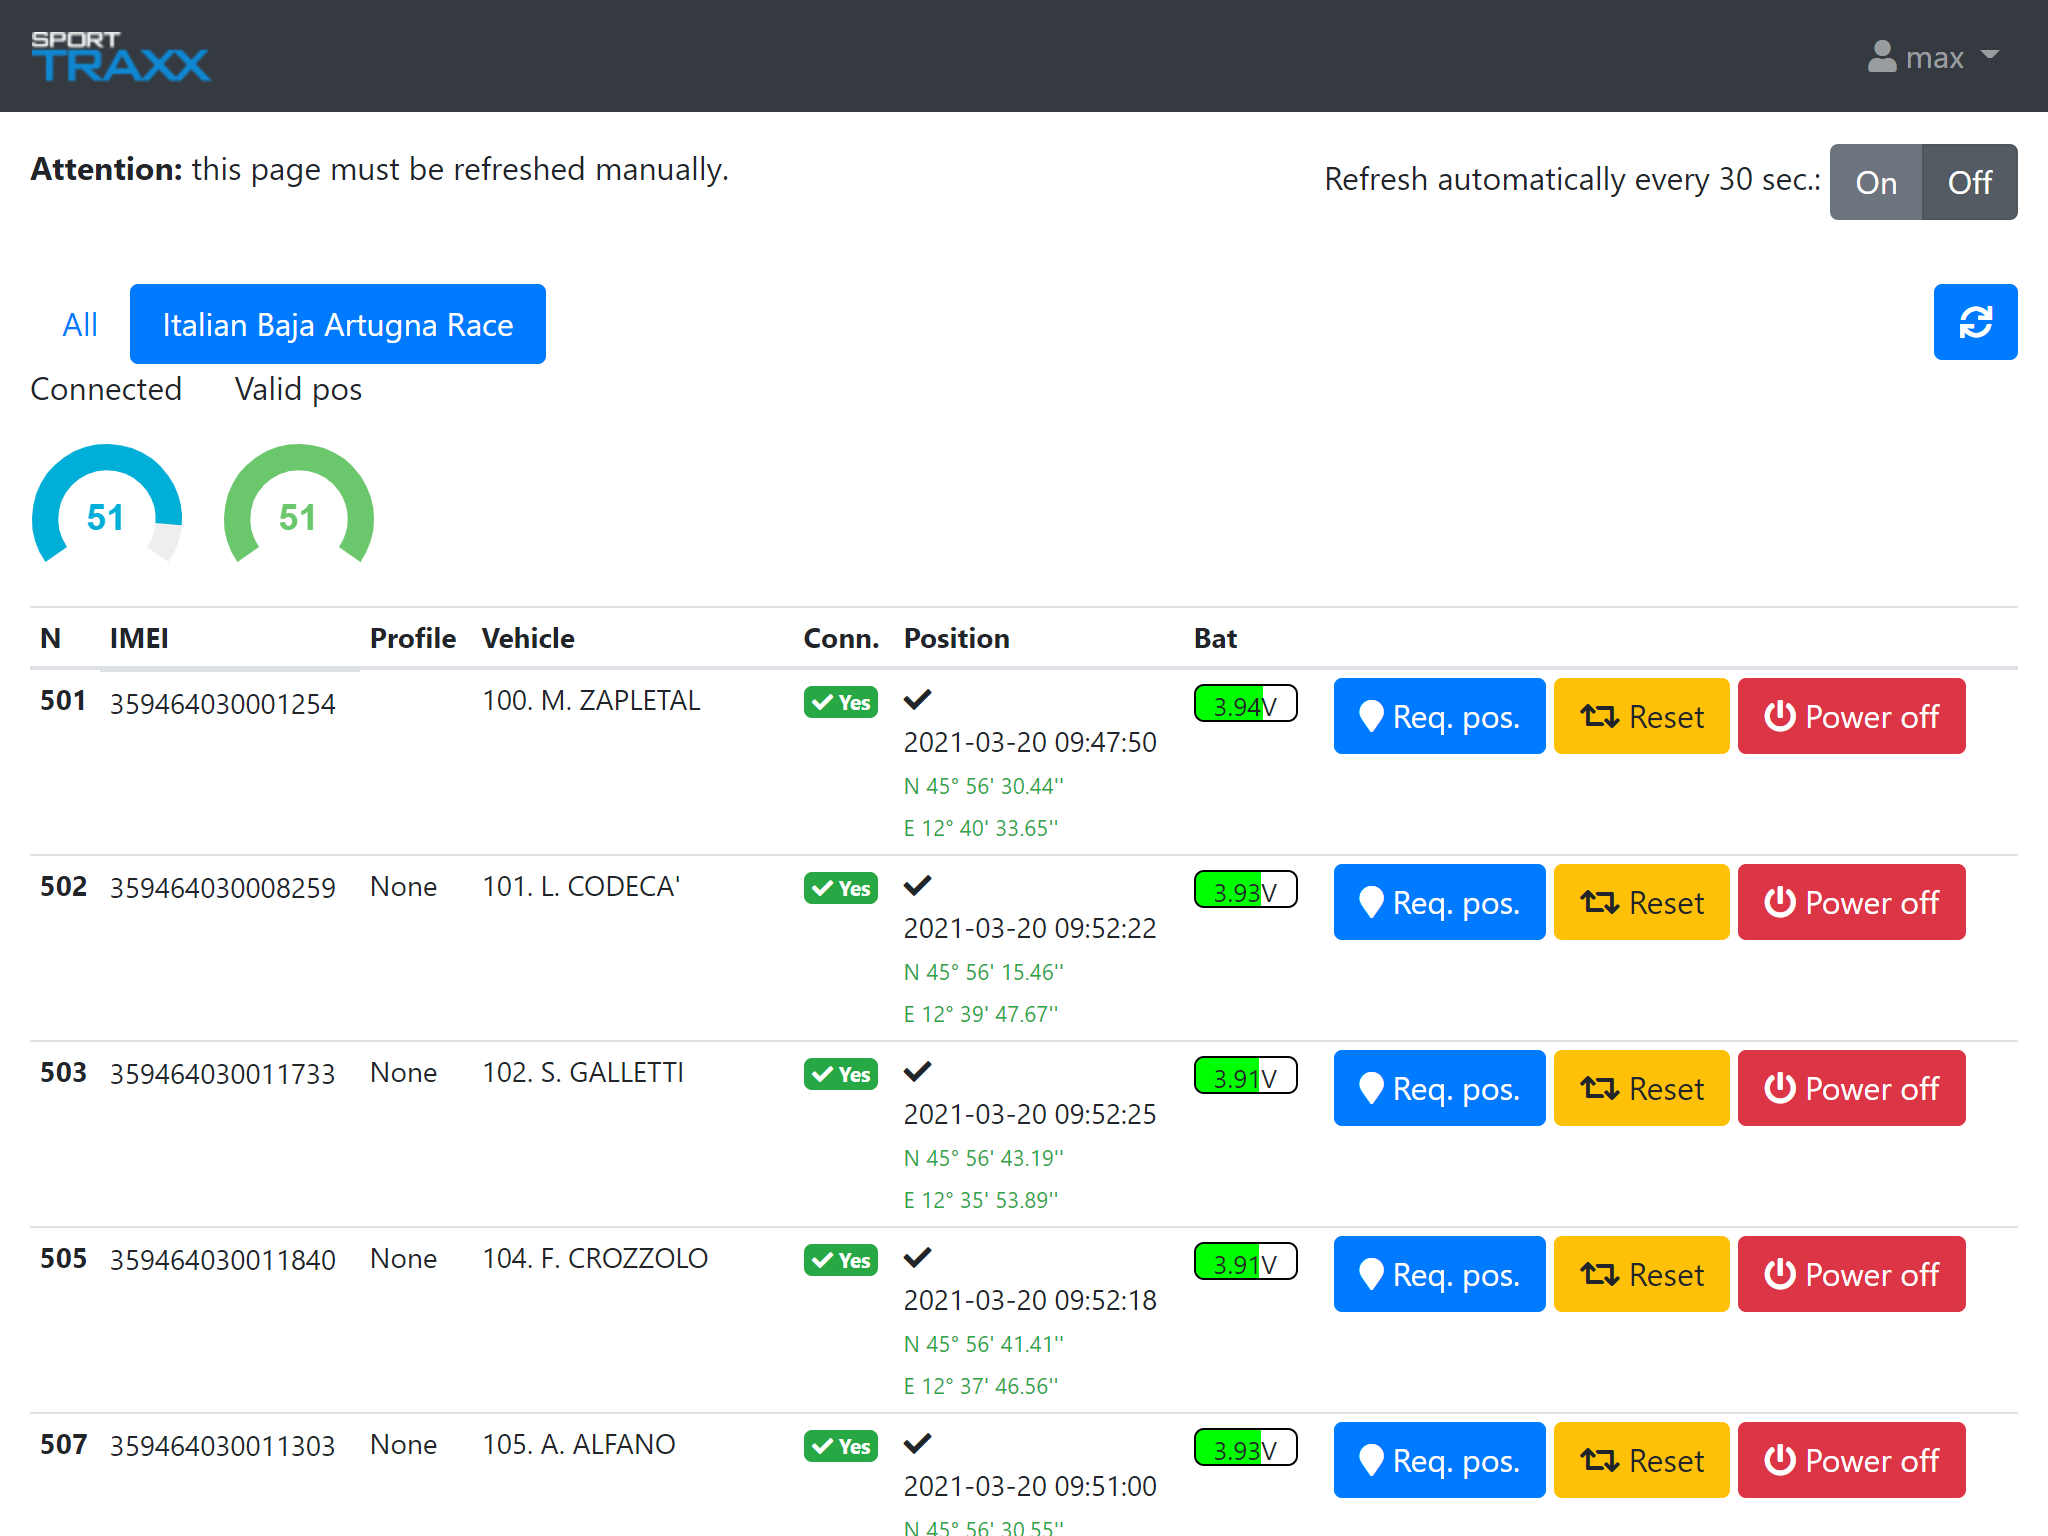 SPORT
TRAXX
max
Attention: this page must be refreshed manually.
Refresh automatically every 30 sec.: On Off
All Italian Baja Artugna Race
Connected Valid pos
51 51
N IMEI Profile Vehicle Conn. Position Bat
501 359464030001254 100. M. ZAPLETAL Yes 3.94V Req. pos. Reset Power off
2021-03-20 09:47:50
N 45° 56' 30.44''
E 12° 40' 33.65''
502 359464030008259 None 101. L. CODECA' Yes 3.93V Req. pos. Reset Power off
2021-03-20 09:52:22
N 45° 56' 15.46''
E 12° 39' 47.67''
503 359464030011733 None 102. S. GALLETTI Yes 3.91V Req. pos. Reset Power off
2021-03-20 09:52:25
N 45° 56' 43.19''
E 12° 35' 53.89''
505 359464030011840 None 104. F. CROZZOLO Yes 3.91V Req. pos. Reset Power off
2021-03-20 09:52:18
N 45° 56' 41.41''
E 12° 37' 46.56''
507 359464030011303 None 105. A. ALFANO Yes 3.93V Req. pos. Reset Power off
2021-03-20 09:51:00
N 45° 56' 30.55''